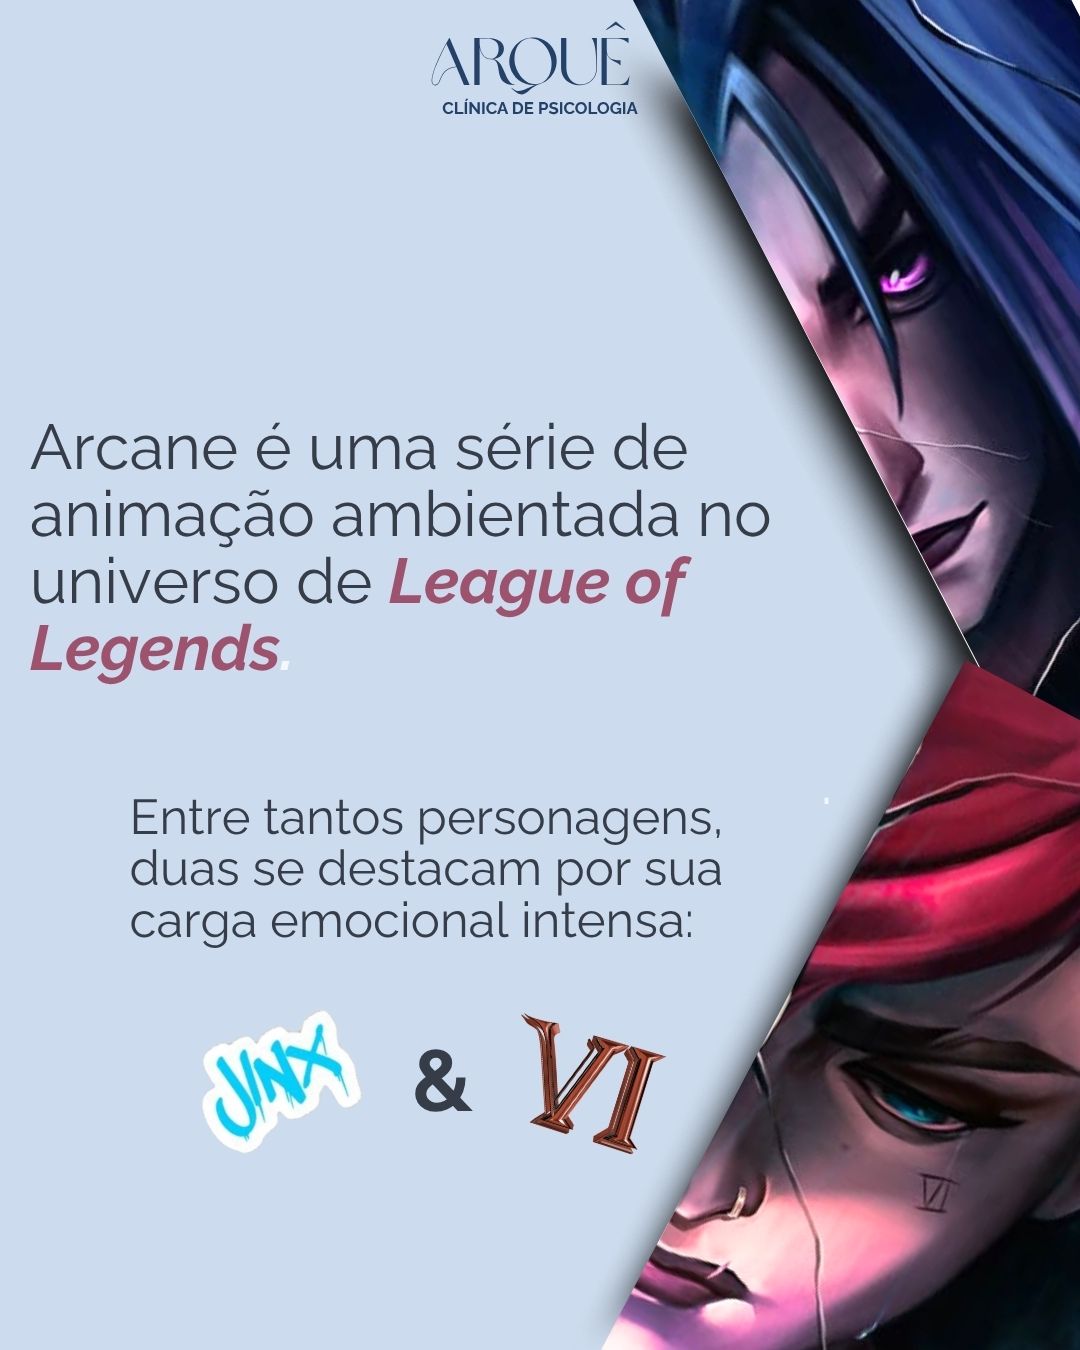 ARQUÊ
CLÍNICA DE PSICOLOGIA
Arcane é uma série de
animação ambientada no
universo de League of
Legends.
Entre tantos personagens,
duas se destacam por sua
carga emocional intensa:
JINX & VI
VI